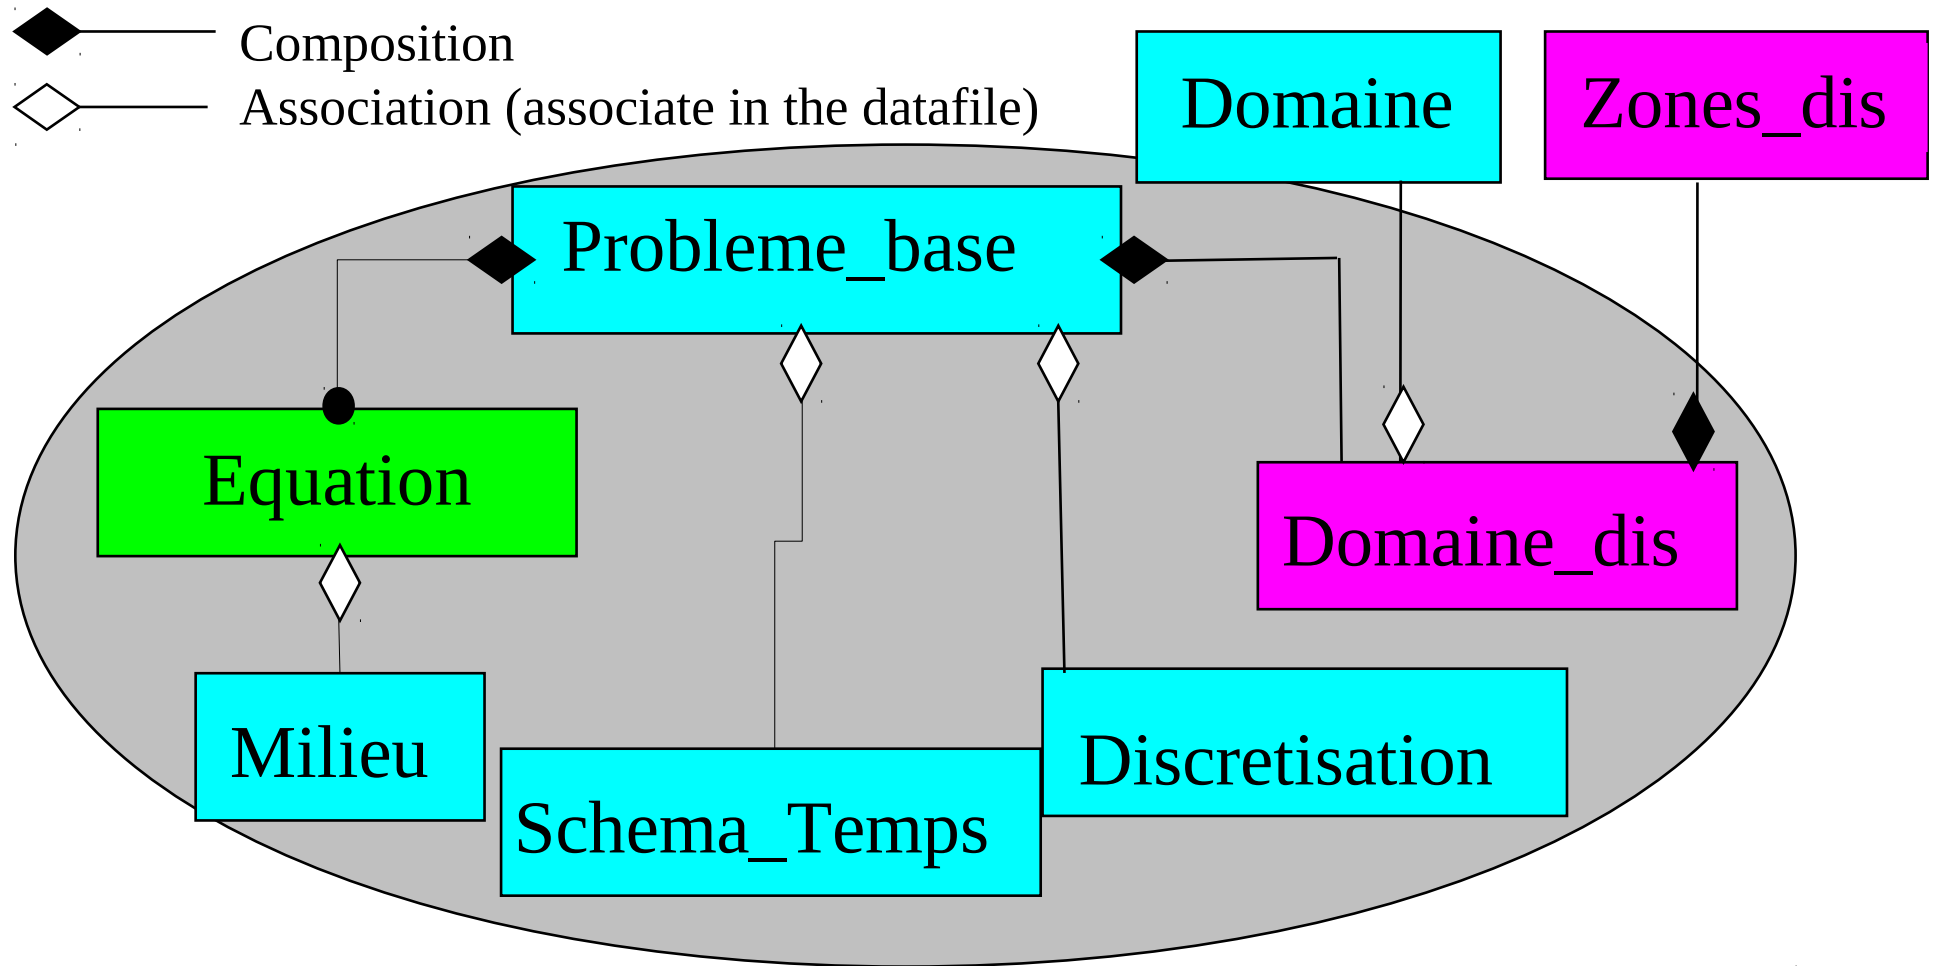 Composition
Association (associate in the datafile)
Domaine
Zones_dis
Probleme_base
Equation
Domaine_dis
Milieu
Schema_Temps
Discretisation